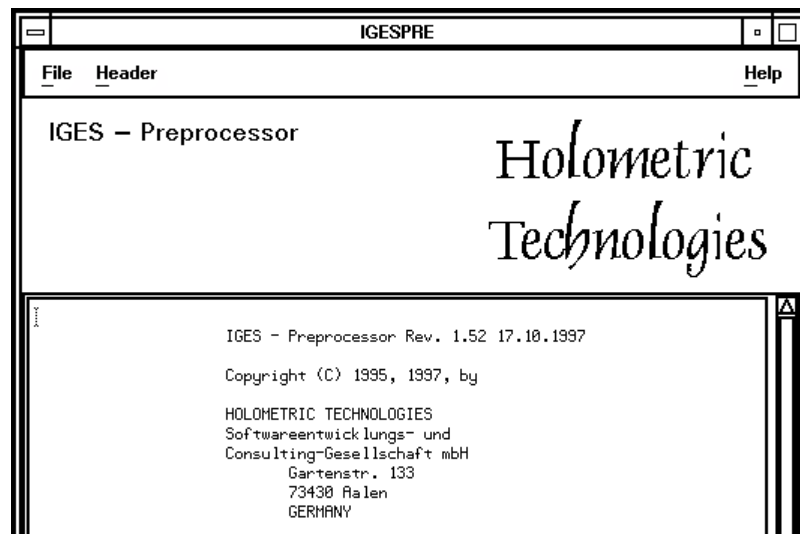 IGESPRE
File Header Help
IGES – Preprocessor
Holometric
Technologies
IGES - Preprocessor Rev. 1.52 17.10.1997
Copyright (C) 1995, 1997, by
HOLOMETRIC TECHNOLOGIES
Softwareentwicklungs- und
Consulting-Gesellschaft mbH
Gartenstr. 133
73430 Aalen
GERMANY